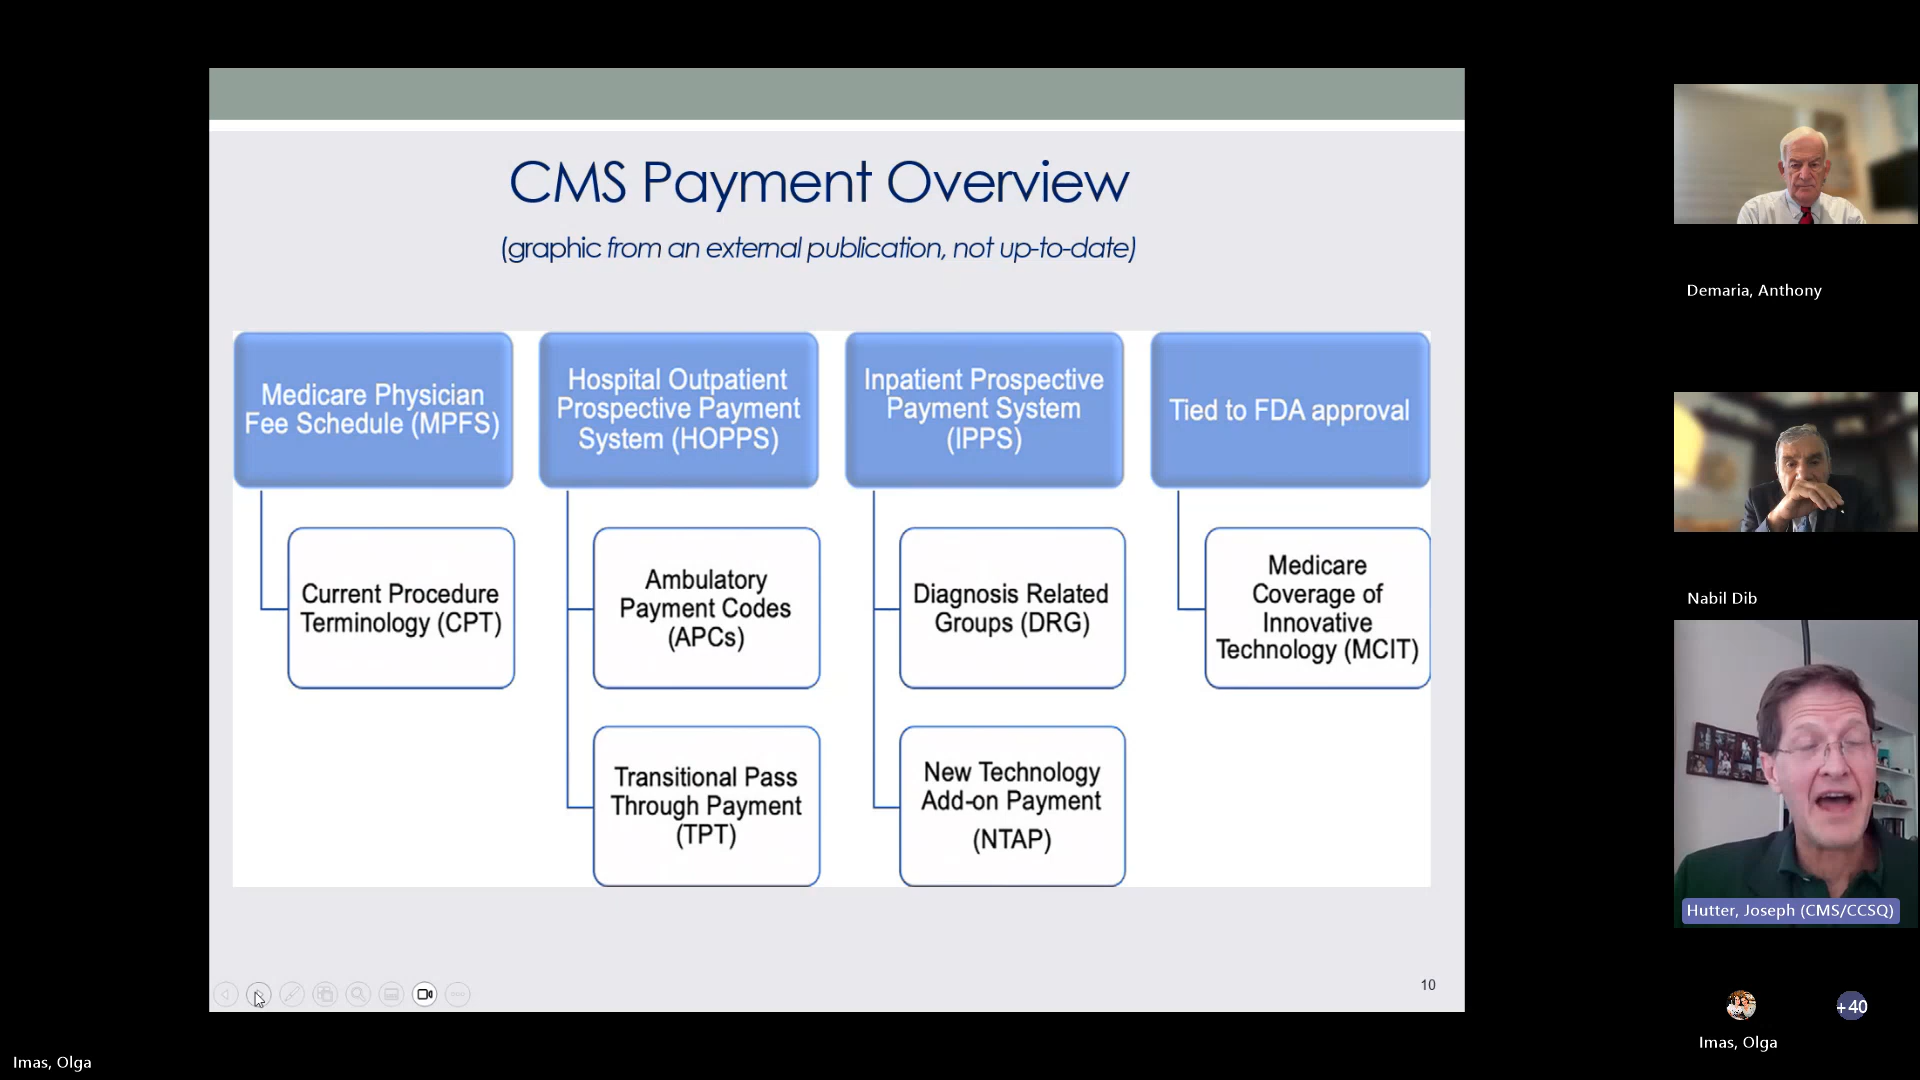 CMS Payment Overview
(graphic from an external publication, not up-to-date)
Medicare Physician
Fee Schedule (MPFS)
Current Procedure
Terminology (CPT)
Hospital Outpatient
Prospective Payment
System (HOPPS)
Ambulatory
Payment Codes
(APCs)
Transitional Pass
Through Payment
(TPT)
Inpatient Prospective
Payment System
(IPPS)
Diagnosis Related
Groups (DRG)
New Technology
Add-on Payment
(NTAP)
Tied to FDA approval
Medicare
Coverage of
Innovative
Technology (MCIT)
10
Demaria, Anthony
Nabil Dib
Hutter, Joseph (CMS/CCSQ)
+40
Imas, Olga
Imas, Olga